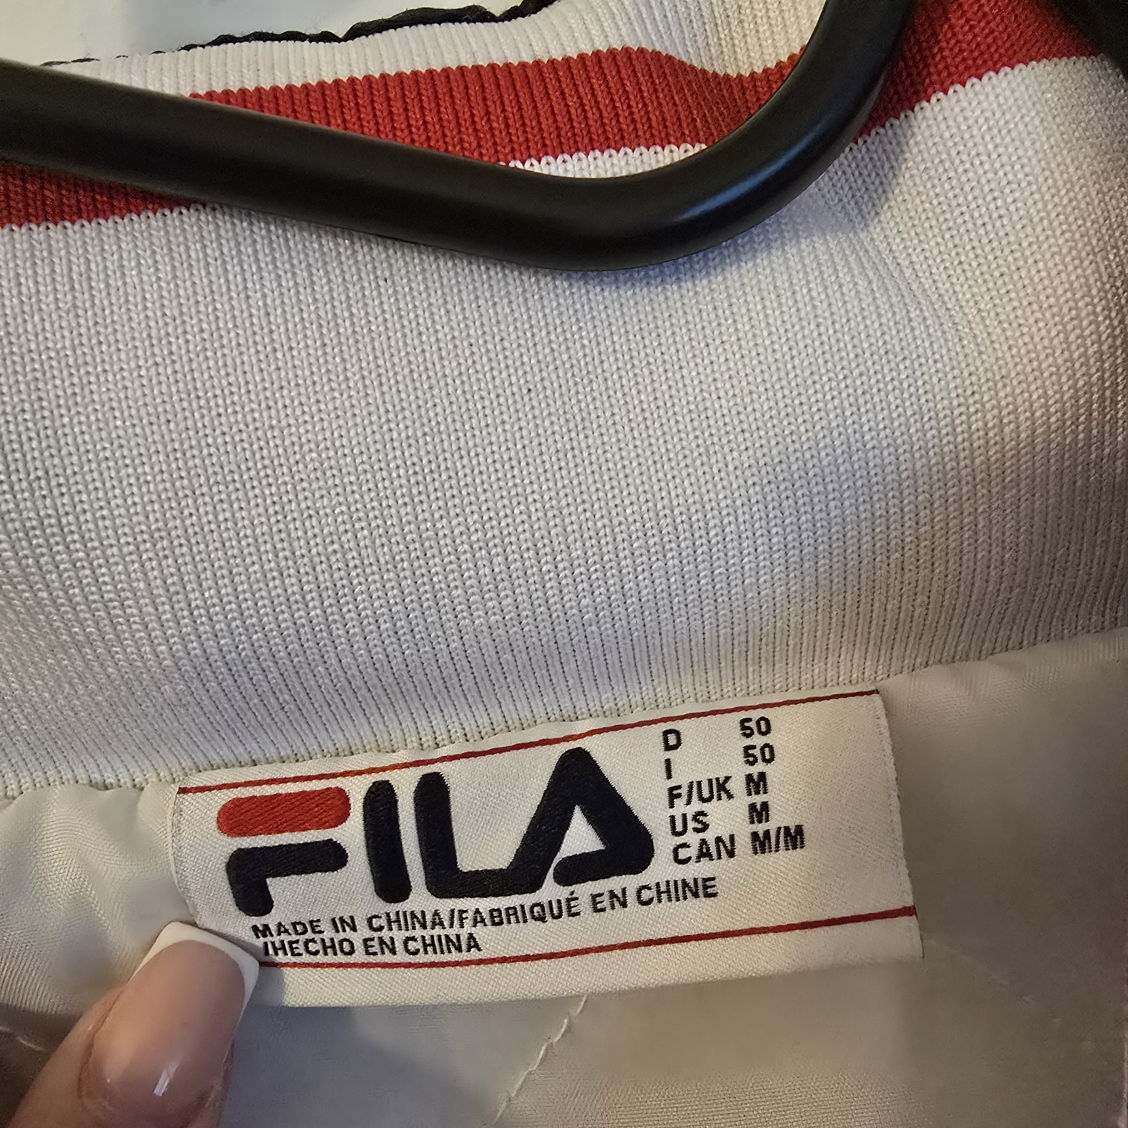 FILA
D 50
I 50
F/UK M
US M
CAN M/M
MADE IN CHINA/FABRIQUÉ EN CHINE
/HECHO EN CHINA